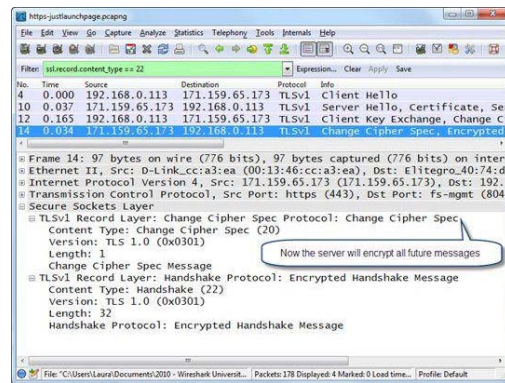 https-justlaunchpage.pcapng
File Edit View Go Capture Analyze Statistics Telephony Tools Internals Help
Filter: ssl.record.content_type == 22 Expression... Clear Apply Save
No. Time Source Destination Protocol Info
4 0.000 192.168.0.113 171.159.65.173 TLSv1 Client Hello
10 0.037 171.159.65.173 192.168.0.113 TLSv1 Server Hello, Certificate, Se
12 0.165 192.168.0.113 171.159.65.173 TLSv1 Client Key Exchange, Change C
14 0.034 171.159.65.173 192.168.0.113 TLSv1 Change Cipher Spec, Encrypted
Frame 14: 97 bytes on wire (776 bits), 97 bytes captured (776 bits) on inter
Ethernet II, Src: D-Link_cc:a3:ea (00:13:46:cc:a3:ea), Dst: Elitegro_40:74:d
Internet Protocol Version 4, Src: 171.159.65.173 (171.159.65.173), Dst: 192.
Transmission Control Protocol, Src Port: https (443), Dst Port: fs-mgmt (804
Secure Sockets Layer
TLSv1 Record Layer: Change Cipher Spec Protocol: Change Cipher Spec
Content Type: Change Cipher Spec (20)
Version: TLS 1.0 (0x0301)
Length: 1
Change Cipher Spec Message
Now the server will encrypt all future messages
TLSv1 Record Layer: Handshake Protocol: Encrypted Handshake Message
Content Type: Handshake (22)
Version: TLS 1.0 (0x0301)
Length: 32
Handshake Protocol: Encrypted Handshake Message
File: "C:\Users\Laura\Documents\2010 - Wireshark Universit... Packets: 178 Displayed: 4 Marked: 0 Load time... Profile: Default